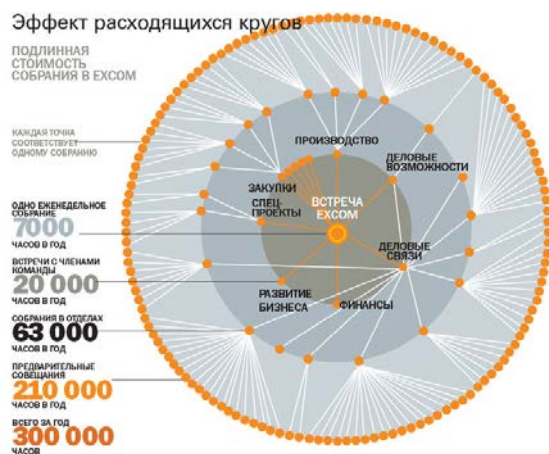 Эффект расходящихся кругов
ПОДЛИННАЯ
СТОИМОСТЬ
СОБРАНИЯ В EXCOM
КАЖДАЯ ТОЧКА
СООТВЕТСТВУЕТ
ОДНОМУ СОБРАНИЮ
ОДНО ЕЖЕНЕДЕЛЬНОЕ
СОБРАНИЕ
7000
ЧАСОВ В ГОД
ВСТРЕЧИ С ЧЛЕНАМИ
КОМАНДЫ
20 000
ЧАСОВ В ГОД
СОБРАНИЯ В ОТДЕЛАХ
63 000
ЧАСОВ В ГОД
ПРЕДВАРИТЕЛЬНЫЕ
СОВЕЩАНИЯ
210 000
ЧАСОВ В ГОД
ВСЕГО ЗА ГОД
300 000
ЧАСОВ
ПРОИЗВОДСТВО
ДЕЛОВЫЕ
ВОЗМОЖНОСТИ
ЗАКУПКИ
СПЕЦ-
ПРОЕКТЫ
ВСТРЕЧА
EXCOM
ДЕЛОВЫЕ
СВЯЗИ
РАЗВИТИЕ
БИЗНЕСА
ФИНАНСЫ